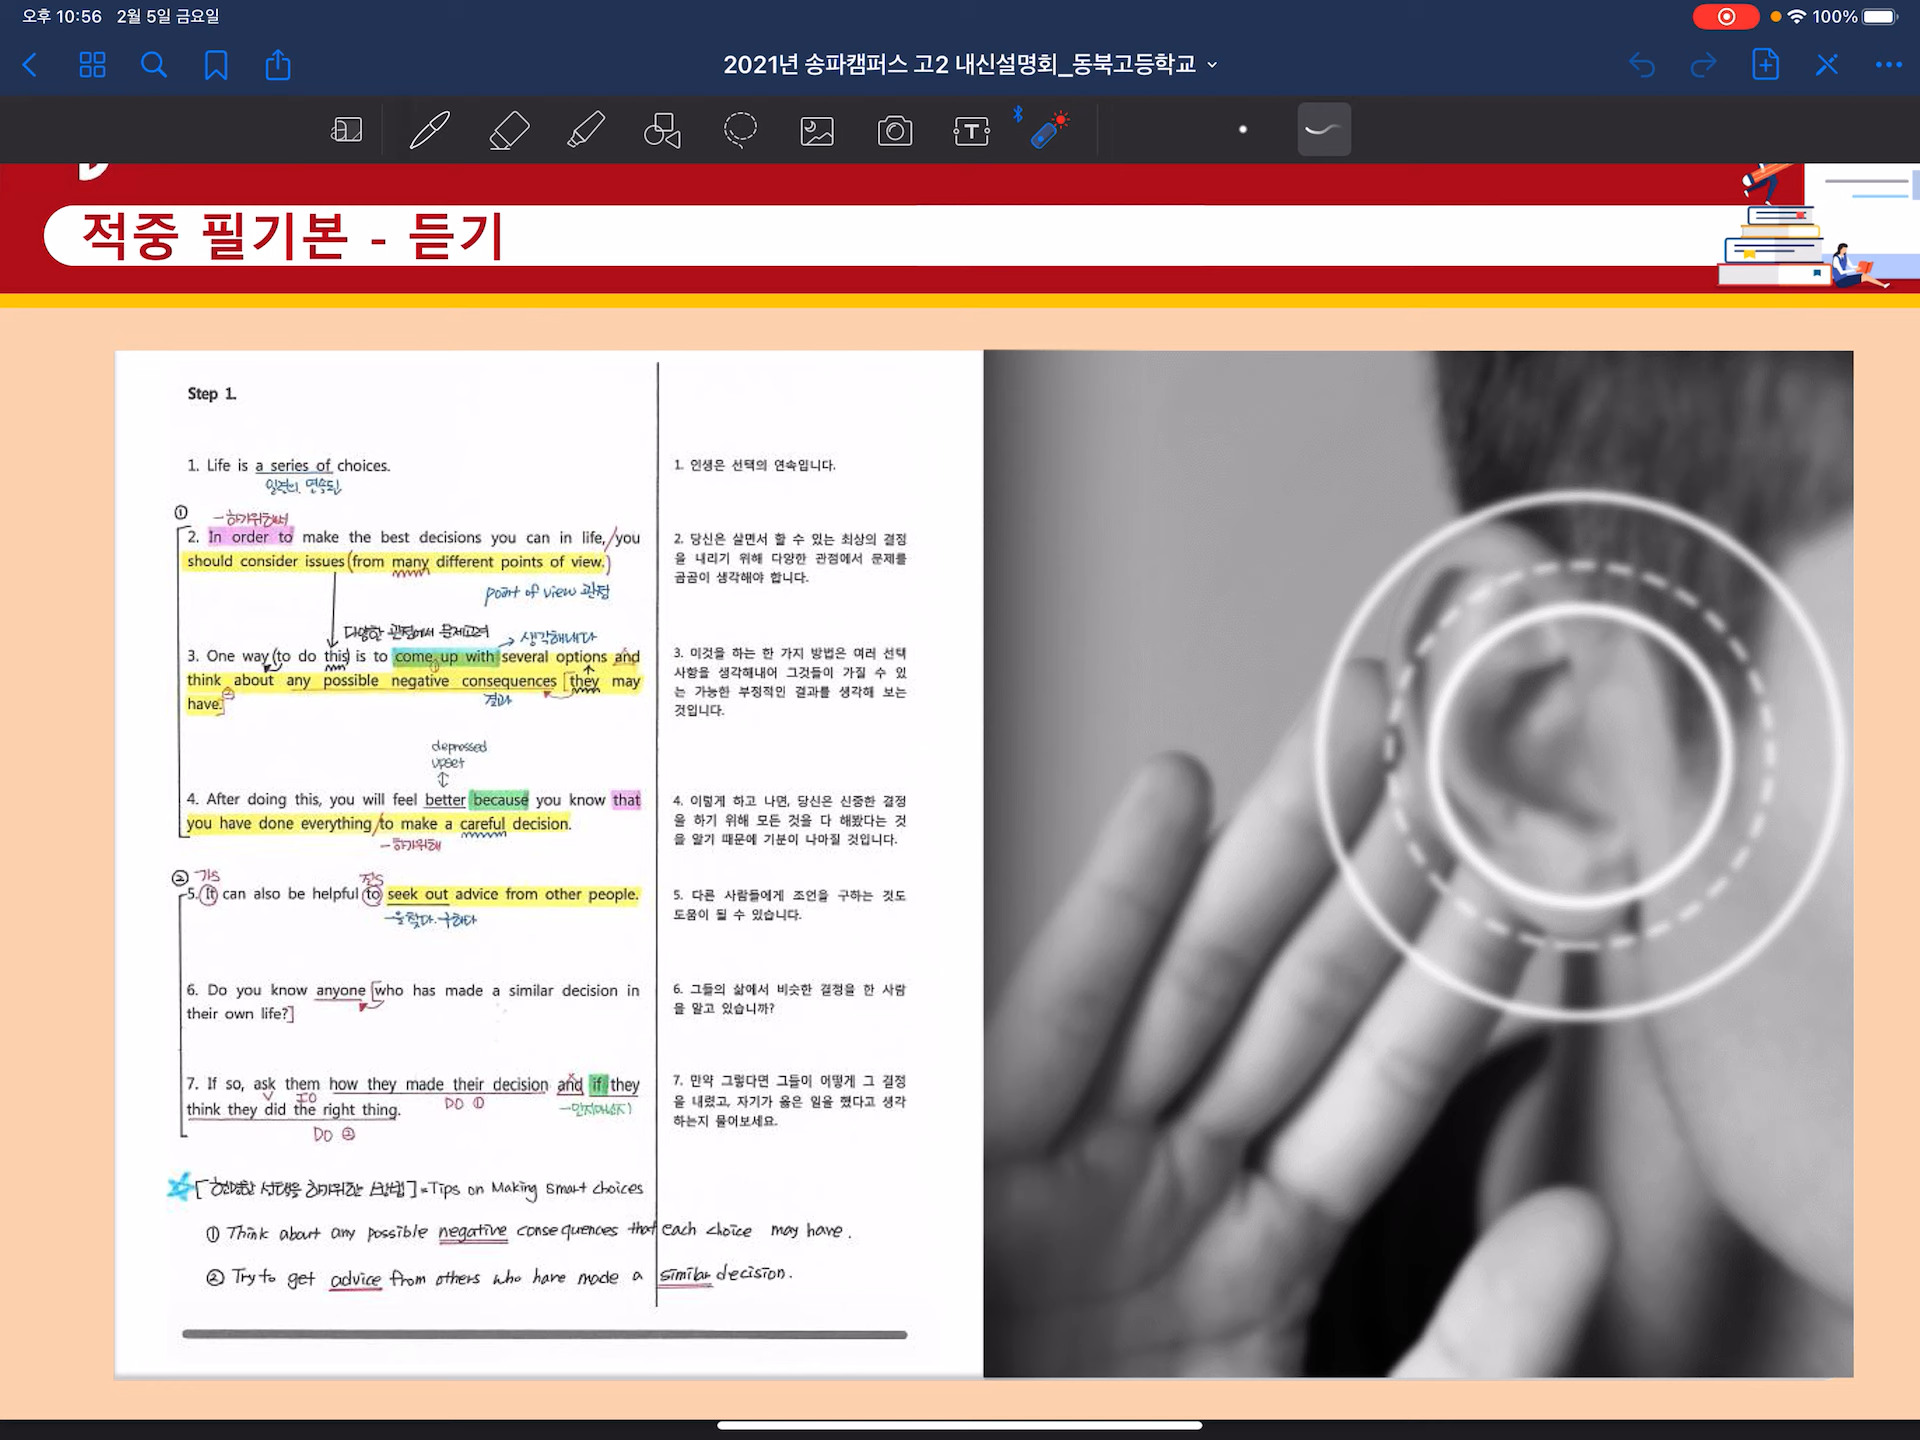 오후 10:56 2월 5일 금요일
100%
2021년 송파캠퍼스 고2 내신설명회_동북고등학교
적중 필기본 - 듣기
Step 1.
1. Life is a series of choices.
일련의, 연속된
①
~하기위해서
2. In order to make the best decisions you can in life, you
should consider issues (from many different points of view.)
point of view 관점
다양한 관점에서 문제고려
생각해내다
3. One way (to do this) is to come up with several options and
think about any possible negative consequences [they may
결과
have.]
depressed
upset
4. After doing this, you will feel better because you know that
you have done everything / to make a careful decision.
~하기위해
② 가S 진S
5. It can also be helpful to seek out advice from other people.
~을 찾다. 구하다
6. Do you know anyone [who has made a similar decision in
their own life?]
7. If so, ask them how they made their decision and if they
V IO DO ① ~인지아닌지
think they did the right thing.
DO ②
[현명한 선택을 하기위한 방법] = Tips on Making Smart choices
① Think about any possible negative consequences that each choice may have.
② Try to get advice from others who have made a similar decision.
1. 인생은 선택의 연속입니다.
2. 당신은 살면서 할 수 있는 최상의 결정
을 내리기 위해 다양한 관점에서 문제를
곰곰이 생각해야 합니다.
3. 이것을 하는 한 가지 방법은 여러 선택
사항을 생각해내어 그것들이 가질 수 있
는 가능한 부정적인 결과를 생각해 보는
것입니다.
4. 이렇게 하고 나면, 당신은 신중한 결정
을 하기 위해 모든 것을 다 해봤다는 것
을 알기 때문에 기분이 나아질 것입니다.
5. 다른 사람들에게 조언을 구하는 것도
도움이 될 수 있습니다.
6. 그들의 삶에서 비슷한 결정을 한 사람
을 알고 있습니까?
7. 만약 그렇다면 그들이 어떻게 그 결정
을 내렸고, 자기가 옳은 일을 했다고 생각
하는지 물어보세요.